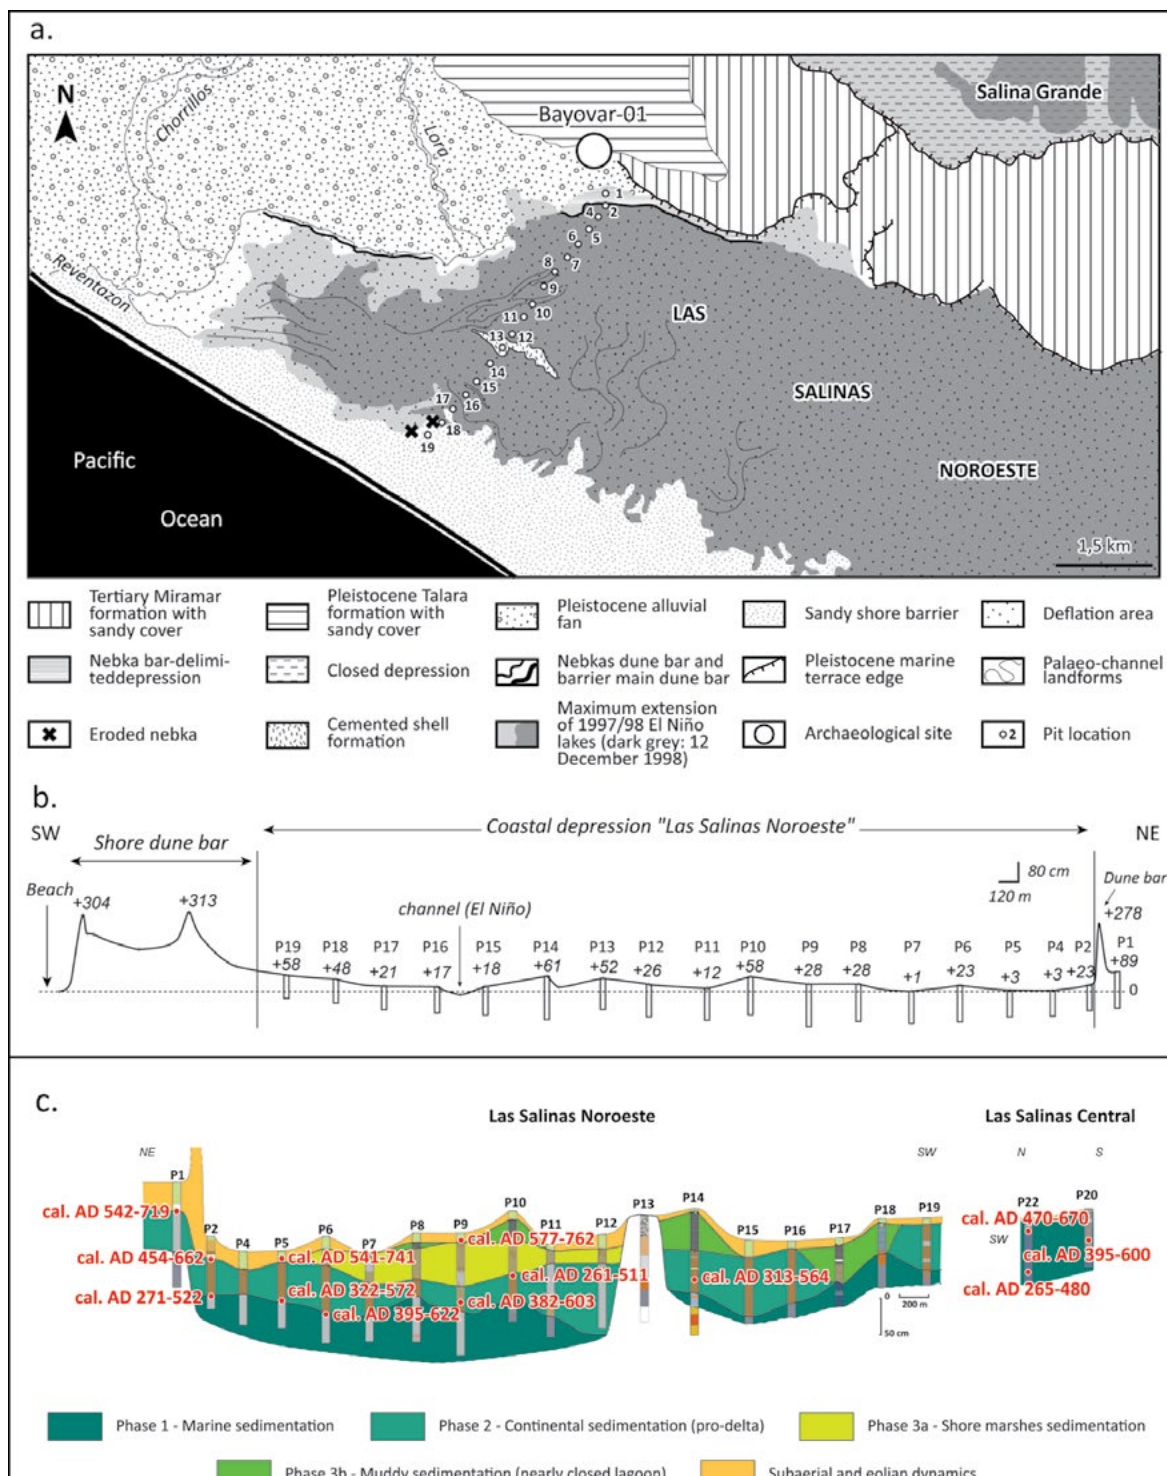 a.
N
Chorrillos
Lora
Bayovar-01
Salina Grande
Reventazon
1
2
4
5
6
7
8
9
10
11
12
13
14
15
16
17
18
19
LAS
SALINAS
NOROESTE
Pacific
Ocean
1,5 km
Tertiary Miramar
formation with
sandy cover
Pleistocene Talara
formation with
sandy cover
Pleistocene alluvial
fan
Sandy shore barrier
Deflation area
Nebka bar-delimi-
teddepression
Closed depression
Nebkas dune bar and
barrier main dune bar
Pleistocene marine
terrace edge
Palaeo-channel
landforms
Eroded nebka
Cemented shell
formation
Maximum extension
of 1997/98 El Niño
lakes (dark grey: 12
December 1998)
Archaeological site
2
Pit location
b.
SW
NE
Shore dune bar
Coastal depression "Las Salinas Noroeste"
Beach
+304
+313
channel (El Niño)
80 cm
120 m
Dune bar
+278
P19 P18 P17 P16 P15 P14 P13 P12 P11 P10 P9 P8 P7 P6 P5 P4 P2 P1
+58 +48 +21 +17 +18 +61 +52 +26 +12 +58 +28 +28 +1 +23 +3 +3 +23 +89
0
c.
Las Salinas Noroeste
Las Salinas Central
NE
SW
N
S
P1
P2
P4
P5
P6
P7
P8
P9
P10
P11
P12
P13
P14
P15
P16
P17
P18
P19
P22
P20
SW
cal. AD 542-719
cal. AD 454-662
cal. AD 271-522
cal. AD 541-741
cal. AD 322-572
cal. AD 395-622
cal. AD 577-762
cal. AD 261-511
cal. AD 382-603
cal. AD 313-564
cal. AD 470-670
cal. AD 395-600
cal. AD 265-480
0
200 m
50 cm
Phase 1 - Marine sedimentation
Phase 2 - Continental sedimentation (pro-delta)
Phase 3a - Shore marshes sedimentation
Phase 3b - Muddy sedimentation (nearly closed lagoon)
Subaerial and eolian dynamics